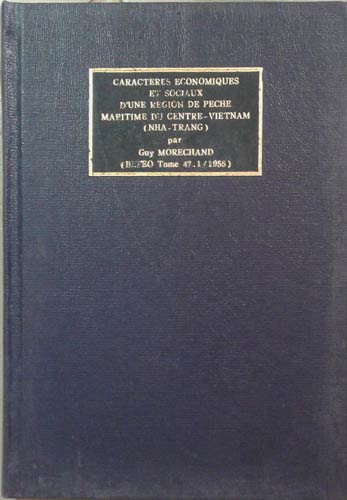 CARACTERES ECONOMIQUES
ET SOCIAUX
D'UNE REGION DE PECHE
MARITIME DU CENTRE-VIETNAM
(NHA-TRANG)
par
Guy MORECHAND
(BEFEO Tome 47.1/1955)